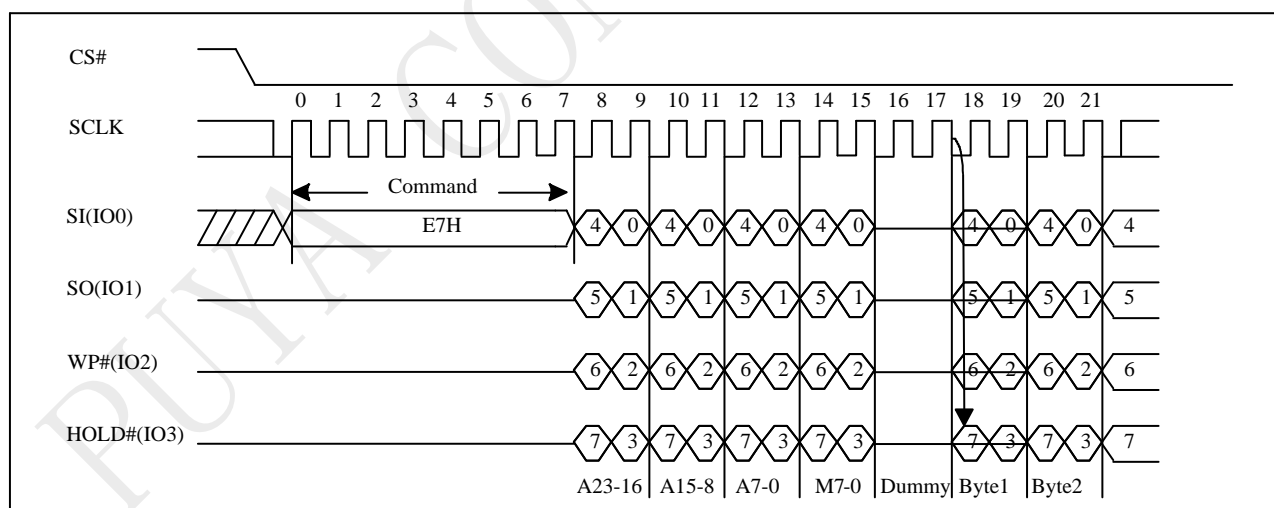 CS#
0 1 2 3 4 5 6 7 8 9 10 11 12 13 14 15 16 17 18 19 20 21
SCLK
Command
SI(IO0)
E7H
4 0 4 0 4 0 4 0 4 0 4 0 4
SO(IO1)
5 1 5 1 5 1 5 1 5 1 5 1 5
WP#(IO2)
6 2 6 2 6 2 6 2 6 2 6 2 6
HOLD#(IO3)
7 3 7 3 7 3 7 3 7 3 7 3 7
A23-16 A15-8 A7-0 M7-0 Dummy Byte1 Byte2
PUYA